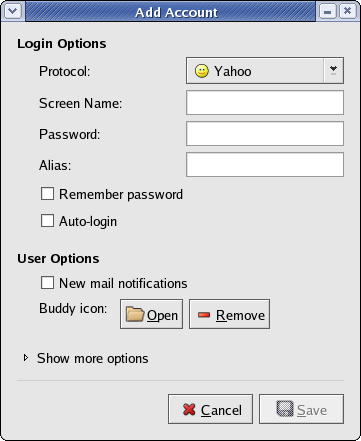 Add Account
Login Options
Protocol: Yahoo
Screen Name:
Password:
Alias:
Remember password
Auto-login
User Options
New mail notifications
Buddy icon: Open Remove
Show more options
Cancel Save